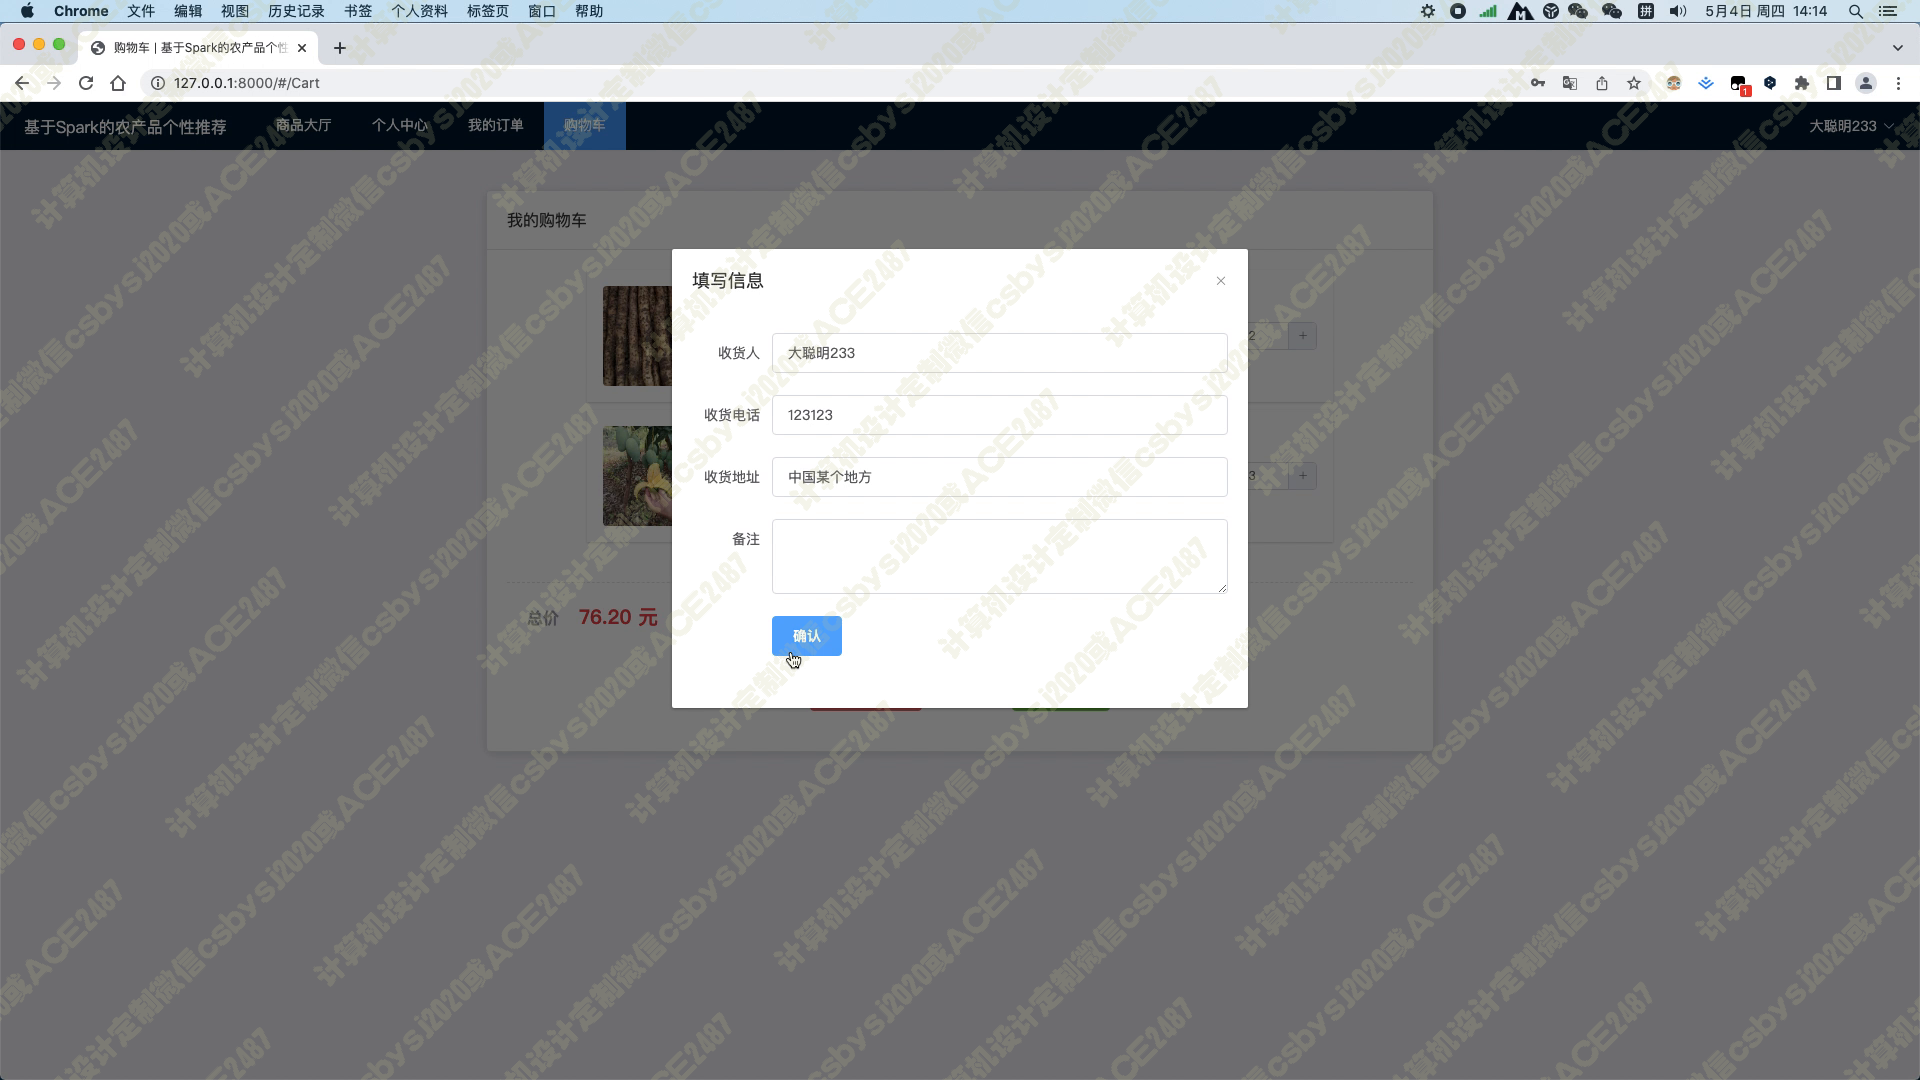 Chrome 文件 编辑 视图 历史记录 书签 个人资料 标签页 窗口 帮助 拼 5月4日 周四 14:14
购物车 | 基于Spark的农产品个性
127.0.0.1:8000/#/Cart 1
基于Spark的农产品个性推荐 商品大厅 个人中心 我的订单 购物车 大聪明233
我的购物车
填写信息
2 +
收货人 大聪明233
收货电话 123123
收货地址 中国某个地方
3 +
备注
总价 76.20 元
确认
计算机设计定制微信csbysj2020或ACE2487